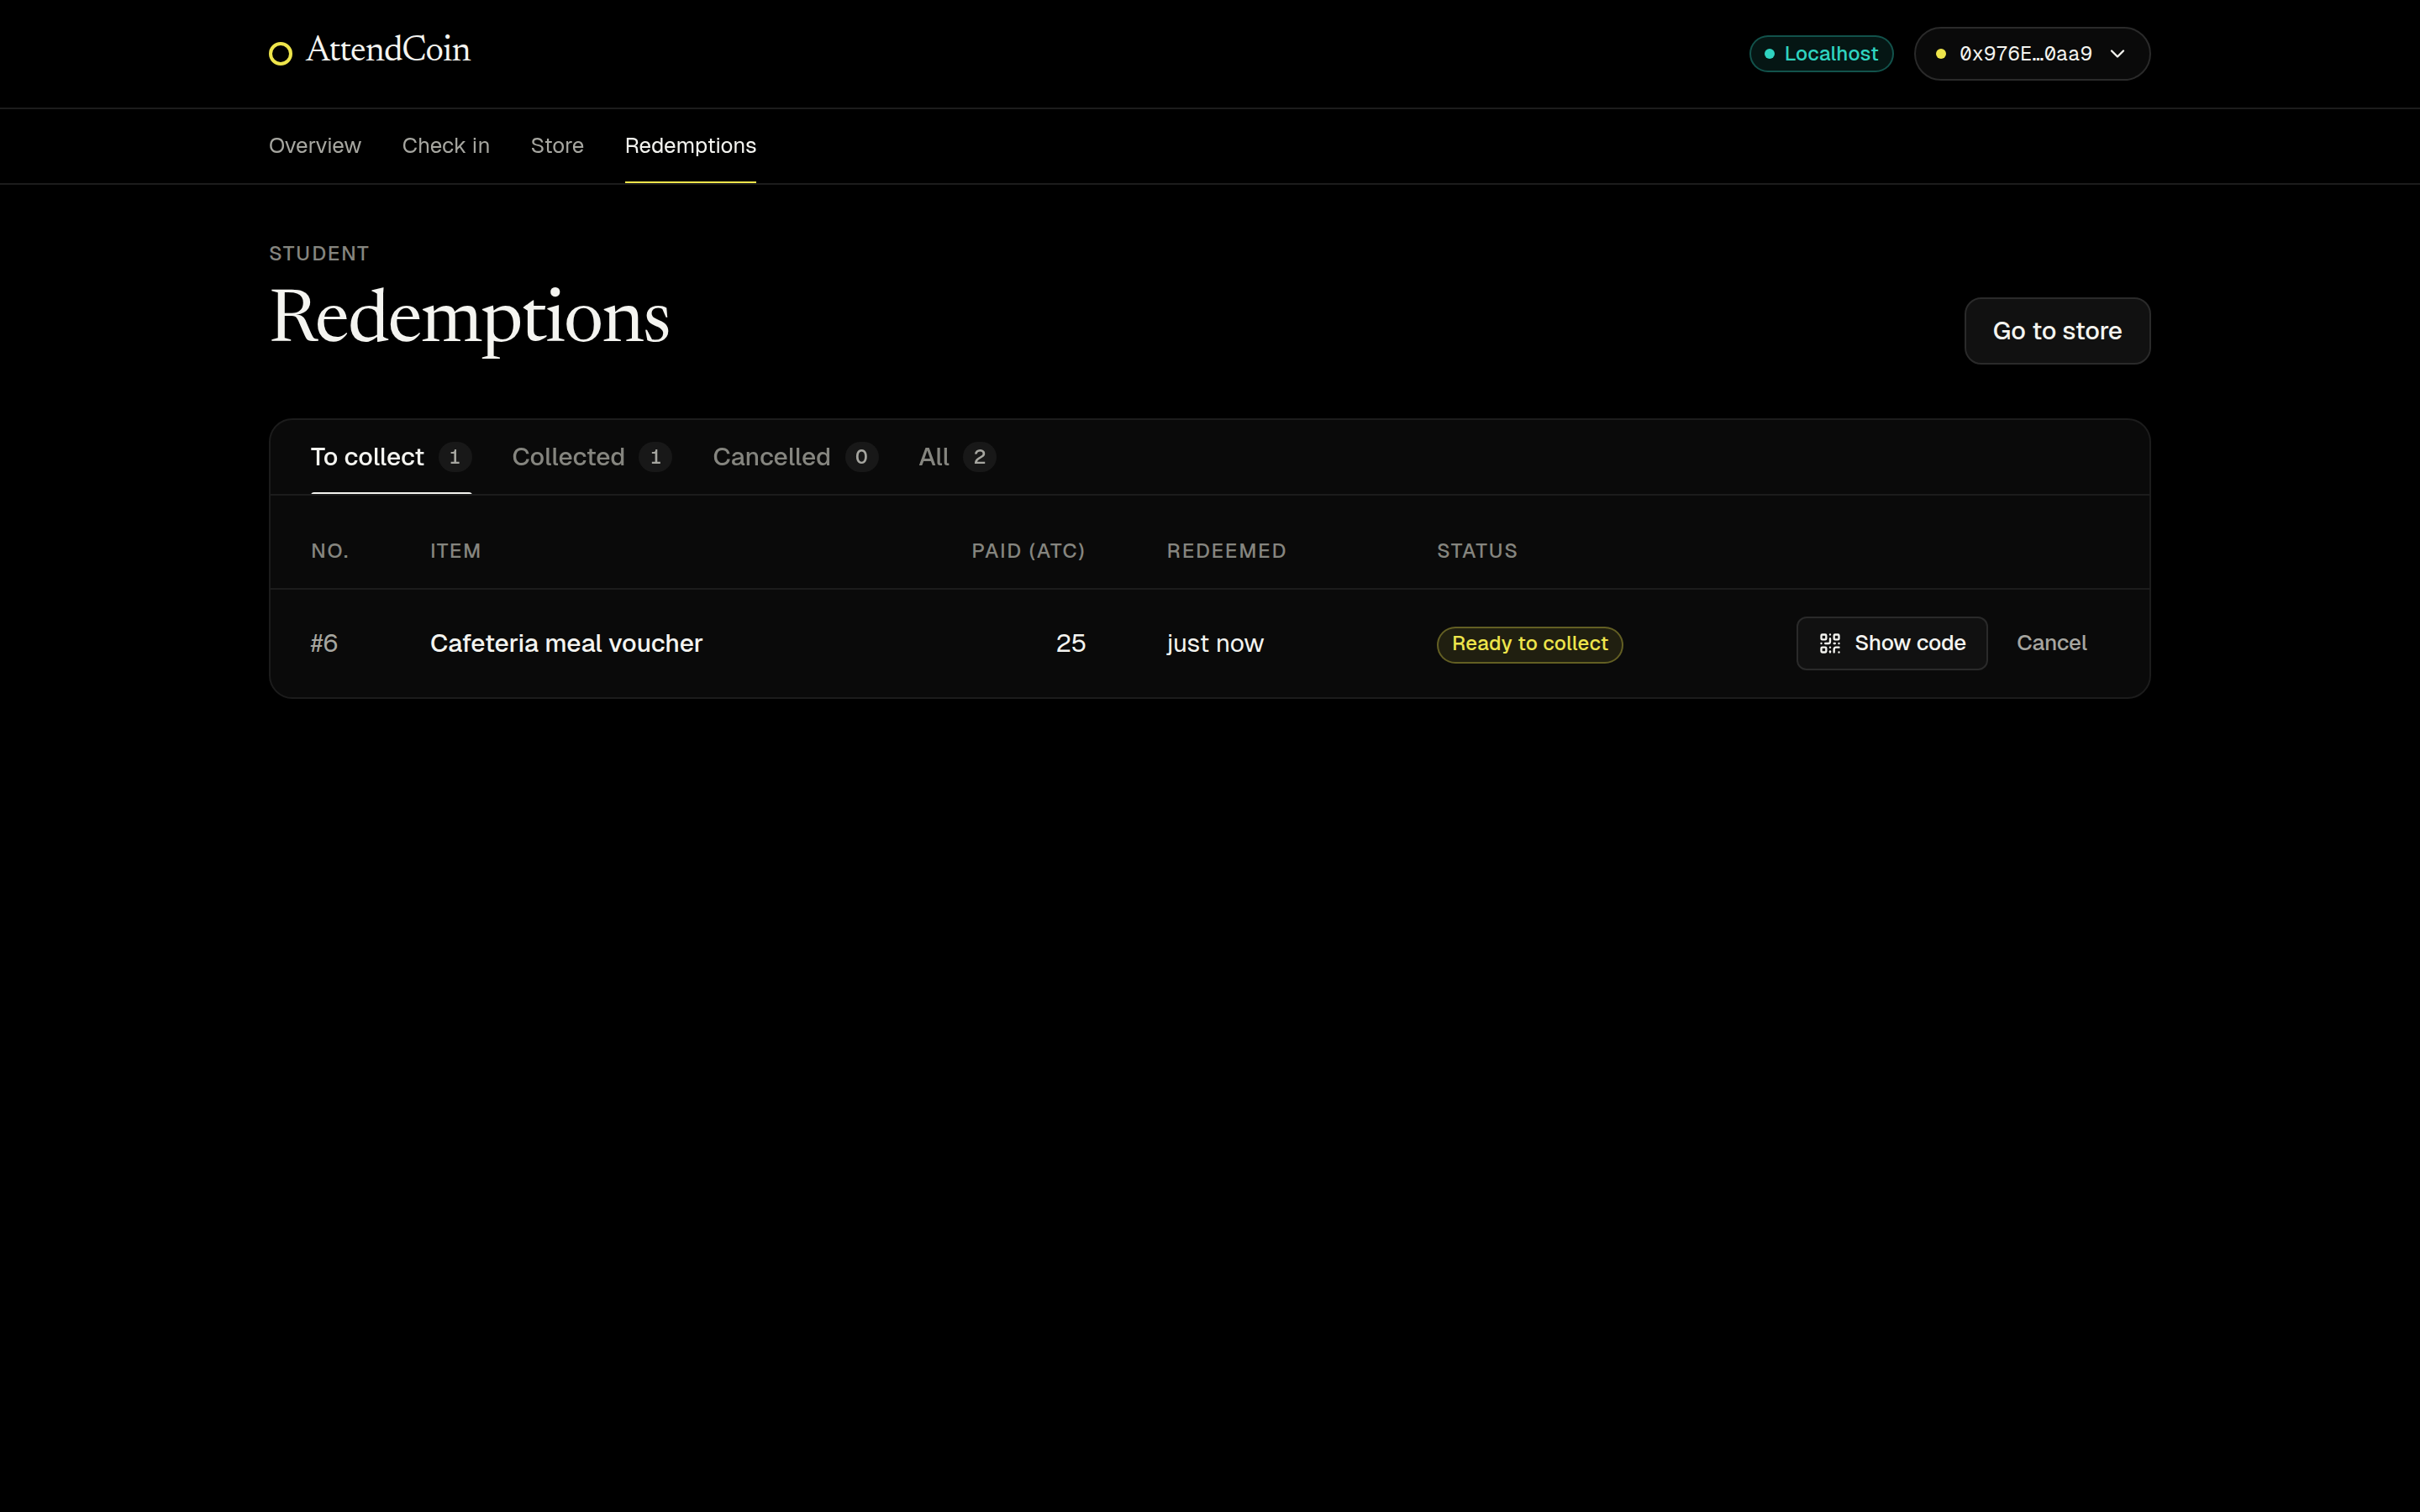 AttendCoin
Localhost
0x976E…0aa9
Overview Check in Store Redemptions
STUDENT
Redemptions
Go to store
To collect 1 Collected 1 Cancelled 0 All 2
NO. ITEM PAID (ATC) REDEEMED STATUS
#6 Cafeteria meal voucher 25 just now Ready to collect Show code Cancel